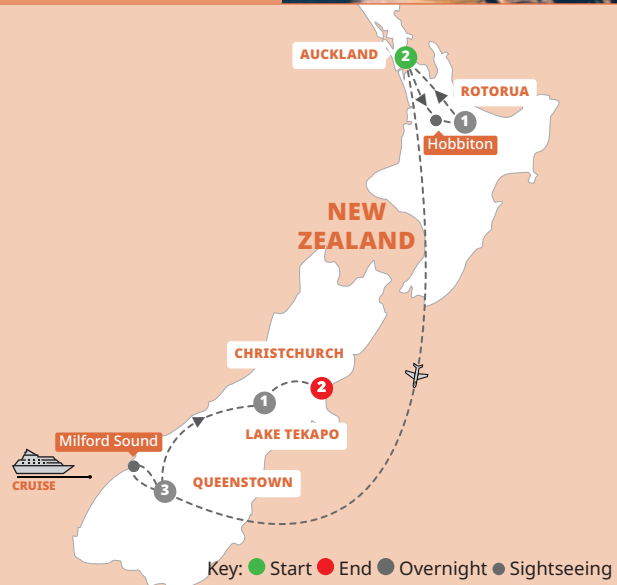 AUCKLAND
2
ROTORUA
1
Hobbiton
NEW
ZEALAND
CHRISTCHURCH
2
1
LAKE TEKAPO
Milford Sound
CRUISE
QUEENSTOWN
3
Key: Start End Overnight Sightseeing